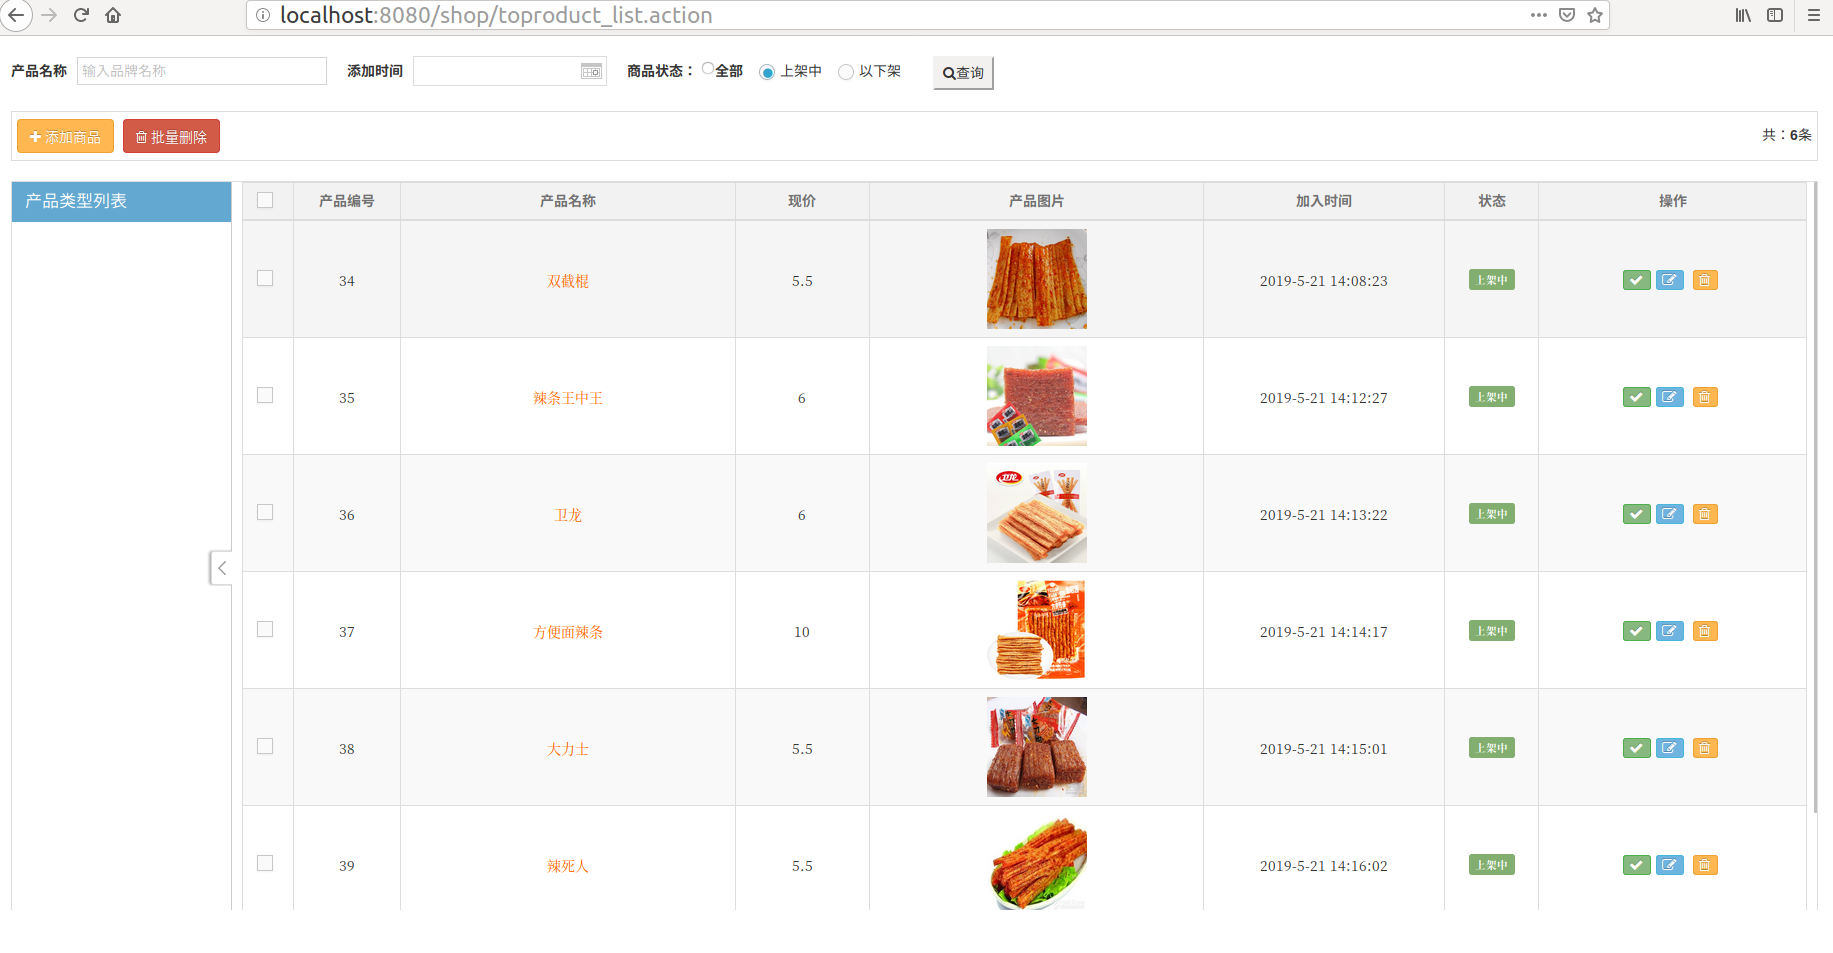 localhost:8080/shop/toproduct_list.action
产品名称 输入品牌名称 添加时间 商品状态： 全部 上架中 以下架 查询
添加商品 批量删除 共：6条
产品类型列表
产品编号 产品名称 现价 产品图片 加入时间 状态 操作
34 双截棍 5.5 2019-5-21 14:08:23 上架中
35 辣条王中王 6 2019-5-21 14:12:27 上架中
36 卫龙 6 卫龙 2019-5-21 14:13:22 上架中
37 方便面辣条 10 2019-5-21 14:14:17 上架中
38 大力士 5.5 2019-5-21 14:15:01 上架中
39 辣死人 5.5 2019-5-21 14:16:02 上架中